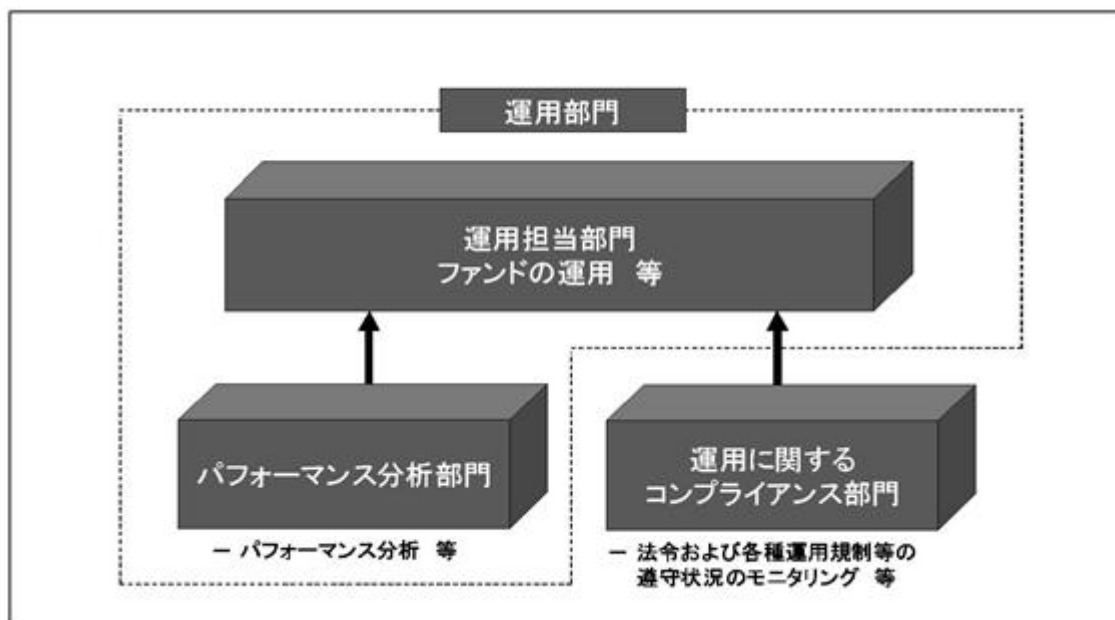 運用部門
運用担当部門
ファンドの運用 等
パフォーマンス分析部門
- パフォーマンス分析 等
運用に関する
コンプライアンス部門
- 法令および各種運用規制等の
遵守状況のモニタリング 等